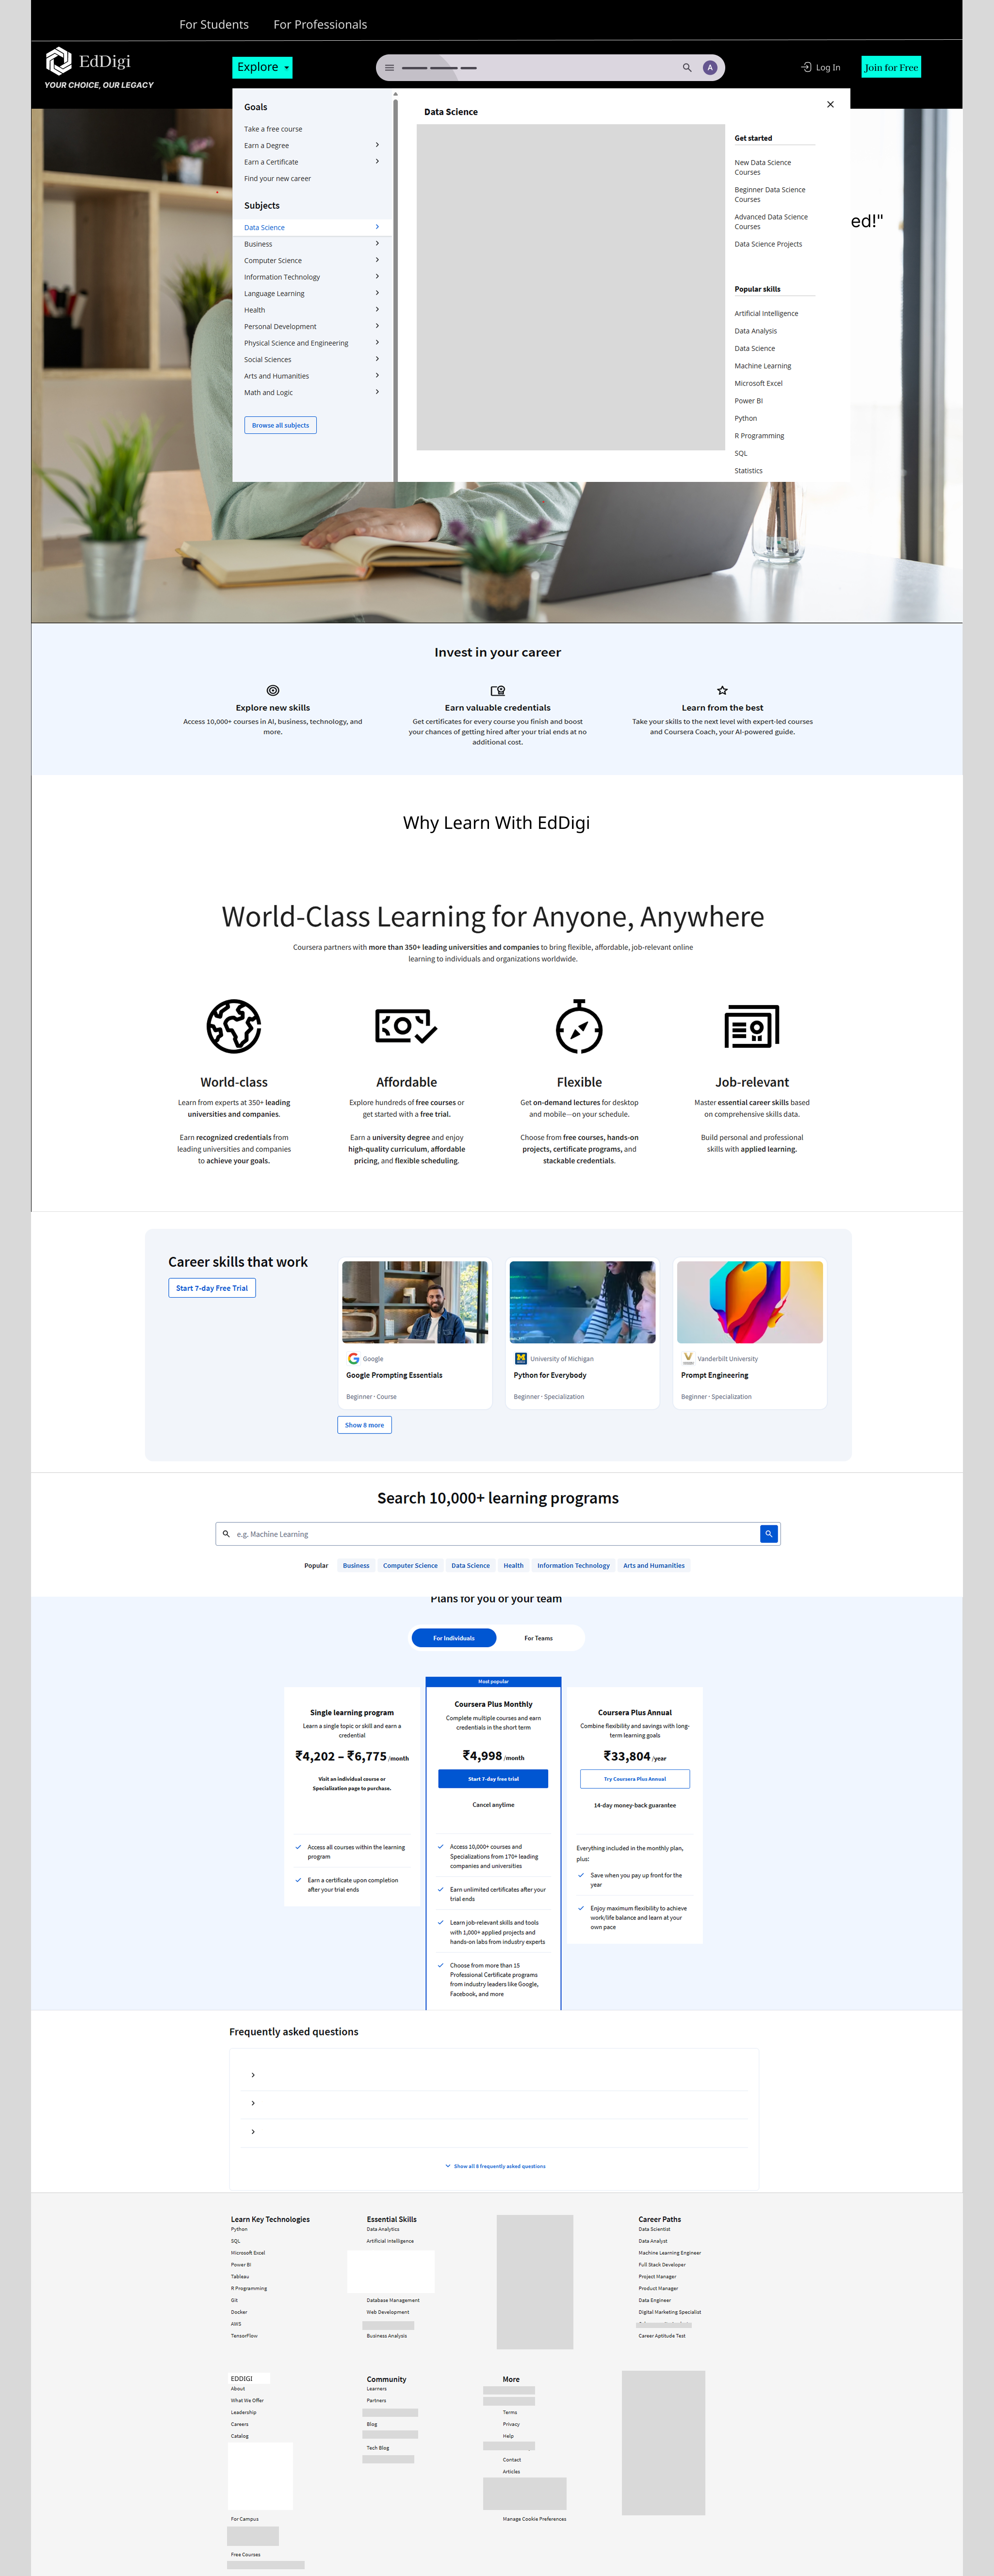 For Students For Professionals
EdDigi
YOUR CHOICE, OUR LEGACY
Explore
A
Log In
Join for Free
Goals
Take a free course
Earn a Degree
Earn a Certificate
Find your new career
Subjects
Data Science
Business
Computer Science
Information Technology
Language Learning
Health
Personal Development
Physical Science and Engineering
Social Sciences
Arts and Humanities
Math and Logic
Browse all subjects
Data Science
Get started
New Data Science
Courses
Beginner Data Science
Courses
Advanced Data Science
Courses
Data Science Projects
Popular skills
Artificial Intelligence
Data Analysis
Data Science
Machine Learning
Microsoft Excel
Power BI
Python
R Programming
SQL
Statistics
ed!"
Invest in your career
Explore new skills
Access 10,000+ courses in AI, business, technology, and
more.
Earn valuable credentials
Get certificates for every course you finish and boost
your chances of getting hired after your trial ends at no
additional cost.
Learn from the best
Take your skills to the next level with expert-led courses
and Coursera Coach, your AI-powered guide.
Why Learn With EdDigi
World-Class Learning for Anyone, Anywhere
Coursera partners with more than 350+ leading universities and companies to bring flexible, affordable, job-relevant online
learning to individuals and organizations worldwide.
World-class
Learn from experts at 350+ leading
universities and companies.
Earn recognized credentials from
leading universities and companies
to achieve your goals.
Affordable
Explore hundreds of free courses or
get started with a free trial.
Earn a university degree and enjoy
high-quality curriculum, affordable
pricing, and flexible scheduling.
Flexible
Get on-demand lectures for desktop
and mobile—on your schedule.
Choose from free courses, hands-on
projects, certificate programs, and
stackable credentials.
Job-relevant
Master essential career skills based
on comprehensive skills data.
Build personal and professional
skills with applied learning.
Career skills that work
Start 7-day Free Trial
Google
Google Prompting Essentials
Beginner · Course
University of Michigan
Python for Everybody
Beginner · Specialization
Vanderbilt University
Prompt Engineering
Beginner · Specialization
Show 8 more
Search 10,000+ learning programs
e.g. Machine Learning
Popular Business Computer Science Data Science Health Information Technology Arts and Humanities
Plans for you or your team
For Individuals For Teams
Single learning program
Learn a single topic or skill and earn a
credential
₹4,202 – ₹6,775 /month
Visit an individual course or
Specialization page to purchase.
Access all courses within the learning
program
Earn a certificate upon completion
after your trial ends
Most popular
Coursera Plus Monthly
Complete multiple courses and earn
credentials in the short term
₹4,998 /month
Start 7-day free trial
Cancel anytime
Access 10,000+ courses and
Specializations from 170+ leading
companies and universities
Earn unlimited certificates after your
trial ends
Learn job-relevant skills and tools
with 1,000+ applied projects and
hands-on labs from industry experts
Choose from more than 15
Professional Certificate programs
from industry leaders like Google,
Facebook, and more
Coursera Plus Annual
Combine flexibility and savings with long-
term learning goals
₹33,804 /year
Try Coursera Plus Annual
14-day money-back guarantee
Everything included in the monthly plan,
plus:
Save when you pay up front for the
year
Enjoy maximum flexibility to achieve
work/life balance and learn at your
own pace
Frequently asked questions
Show all 8 frequently asked questions
Learn Key Technologies
Python
SQL
Microsoft Excel
Power BI
Tableau
R Programming
Git
Docker
AWS
TensorFlow
Essential Skills
Data Analytics
Artificial Intelligence
Database Management
Web Development
Business Analysis
Career Paths
Data Scientist
Data Analyst
Machine Learning Engineer
Full Stack Developer
Project Manager
Product Manager
Data Engineer
Digital Marketing Specialist
Career Aptitude Test
EDDIGI
About
What We Offer
Leadership
Careers
Catalog
For Campus
Free Courses
Community
Learners
Partners
Blog
Tech Blog
More
Terms
Privacy
Help
Contact
Articles
Manage Cookie Preferences